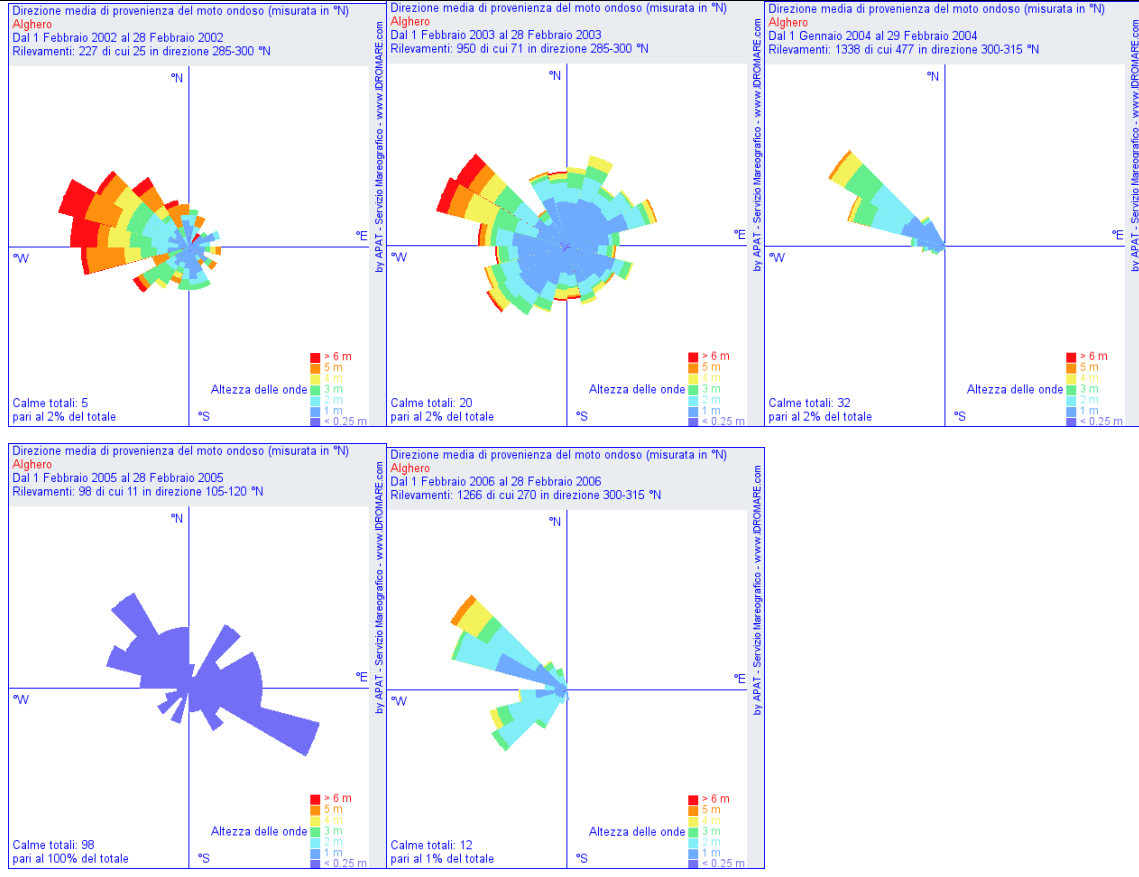 Direzione media di provenienza del moto ondoso (misurata in °N)
Alghero
Dal 1 Febbraio 2002 al 28 Febbraio 2002
Rilevamenti: 227 di cui 25 in direzione 285-300 °N
°N
°E
°W
°S
Altezza delle onde
> 6 m
5 m
4 m
3 m
2 m
1 m
< 0.25 m
Calme totali: 5
pari al 2% del totale
by APAT - Servizio Mareografico - www.IDROMARE.com
Direzione media di provenienza del moto ondoso (misurata in °N)
Alghero
Dal 1 Febbraio 2003 al 28 Febbraio 2003
Rilevamenti: 950 di cui 71 in direzione 285-300 °N
°N
°E
°W
°S
Altezza delle onde
> 6 m
5 m
4 m
3 m
2 m
1 m
< 0.25 m
Calme totali: 20
pari al 2% del totale
by APAT - Servizio Mareografico - www.IDROMARE.com
Direzione media di provenienza del moto ondoso (misurata in °N)
Alghero
Dal 1 Gennaio 2004 al 29 Febbraio 2004
Rilevamenti: 1338 di cui 477 in direzione 300-315 °N
°N
°E
°W
°S
Altezza delle onde
> 6 m
5 m
4 m
3 m
2 m
1 m
< 0.25 m
Calme totali: 32
pari al 2% del totale
by APAT - Servizio Mareografico - www.IDROMARE.com
Direzione media di provenienza del moto ondoso (misurata in °N)
Alghero
Dal 1 Febbraio 2005 al 28 Febbraio 2005
Rilevamenti: 98 di cui 11 in direzione 105-120 °N
°N
°E
°W
°S
Altezza delle onde
> 6 m
5 m
4 m
3 m
2 m
1 m
< 0.25 m
Calme totali: 98
pari al 100% del totale
by APAT - Servizio Mareografico - www.IDROMARE.com
Direzione media di provenienza del moto ondoso (misurata in °N)
Alghero
Dal 1 Febbraio 2006 al 28 Febbraio 2006
Rilevamenti: 1266 di cui 270 in direzione 300-315 °N
°N
°E
°W
°S
Altezza delle onde
> 6 m
5 m
4 m
3 m
2 m
1 m
< 0.25 m
Calme totali: 12
pari al 1% del totale
by APAT - Servizio Mareografico - www.IDROMARE.com